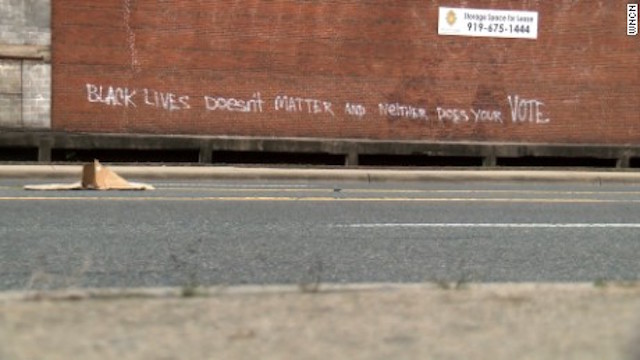 Storage Space for Lease
919-675-1444
BLACK LIVES DOESN't MATTER AND NEITHER DOES YOUR VOTE
WNCN